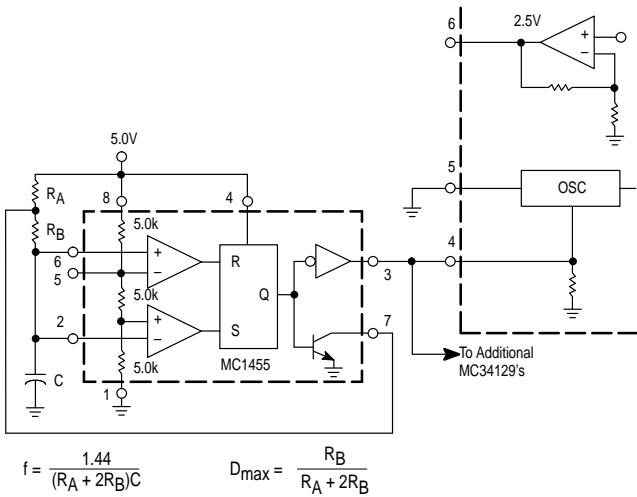 6
2.5V
+
–
5.0V
R_A
8
4
5
OSC
R_B
5.0k
6
+
R
4
5
–
3
5.0k
Q
2
+
S
7
–
To Additional
MC34129's
C
5.0k
MC1455
1
f = 1.44 / (R_A + 2R_B)C
D_max = R_B / R_A + 2R_B